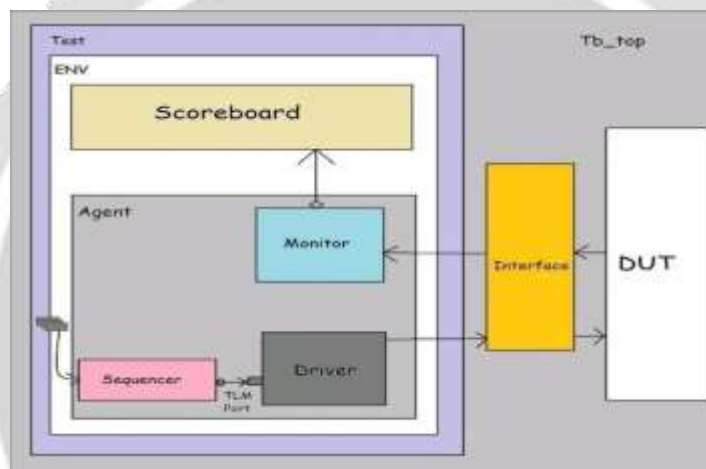 Test
Tb_top
ENV
Scoreboard
Agent
Monitor
Interface
DUT
Driver
Sequencer
TLM
Port